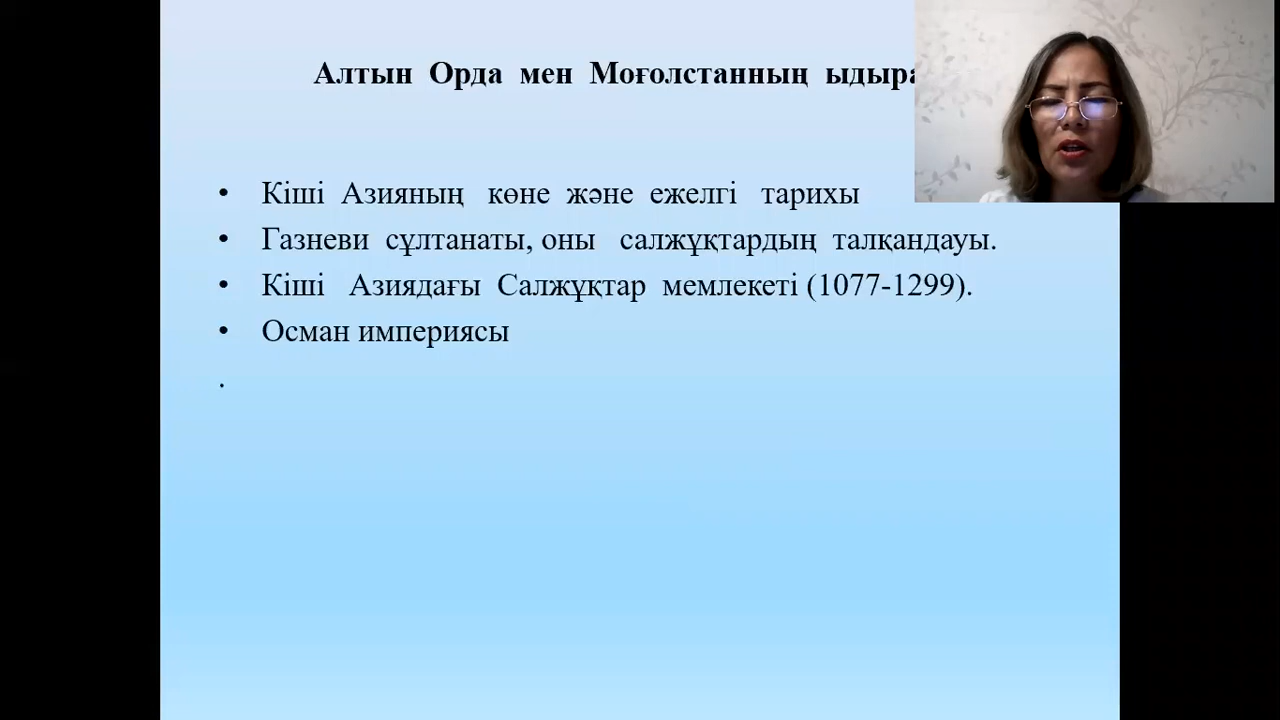 Алтын Орда мен Моғолстанның
• Кіші Азияның көне және ежелгі тарихы
• Газневи сұлтанаты, оны салжұқтардың талқандауы.
• Кіші Азиядағы Салжұқтар мемлекеті (1077-1299).
• Осман империясы
.